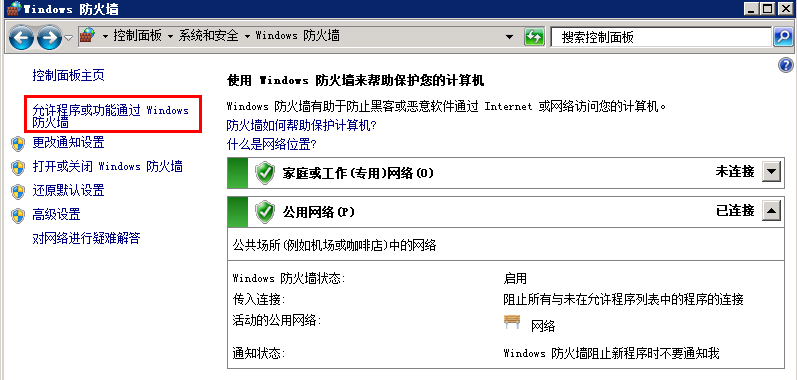 Windows 防火墙
控制面板 系统和安全 Windows 防火墙
搜索控制面板
控制面板主页
允许程序或功能通过 Windows
防火墙
更改通知设置
打开或关闭 Windows 防火墙
还原默认设置
高级设置
对网络进行疑难解答
使用 Windows 防火墙来帮助保护您的计算机
Windows 防火墙有助于防止黑客或恶意软件通过 Internet 或网络访问您的计算机。
防火墙如何帮助保护计算机?
什么是网络位置?
家庭或工作(专用)网络(O) 未连接
公用网络(P) 已连接
公共场所(例如机场或咖啡店)中的网络
Windows 防火墙状态: 启用
传入连接: 阻止所有与未在允许程序列表中的程序的连接
活动的公用网络: 网络
通知状态: Windows 防火墙阻止新程序时不要通知我